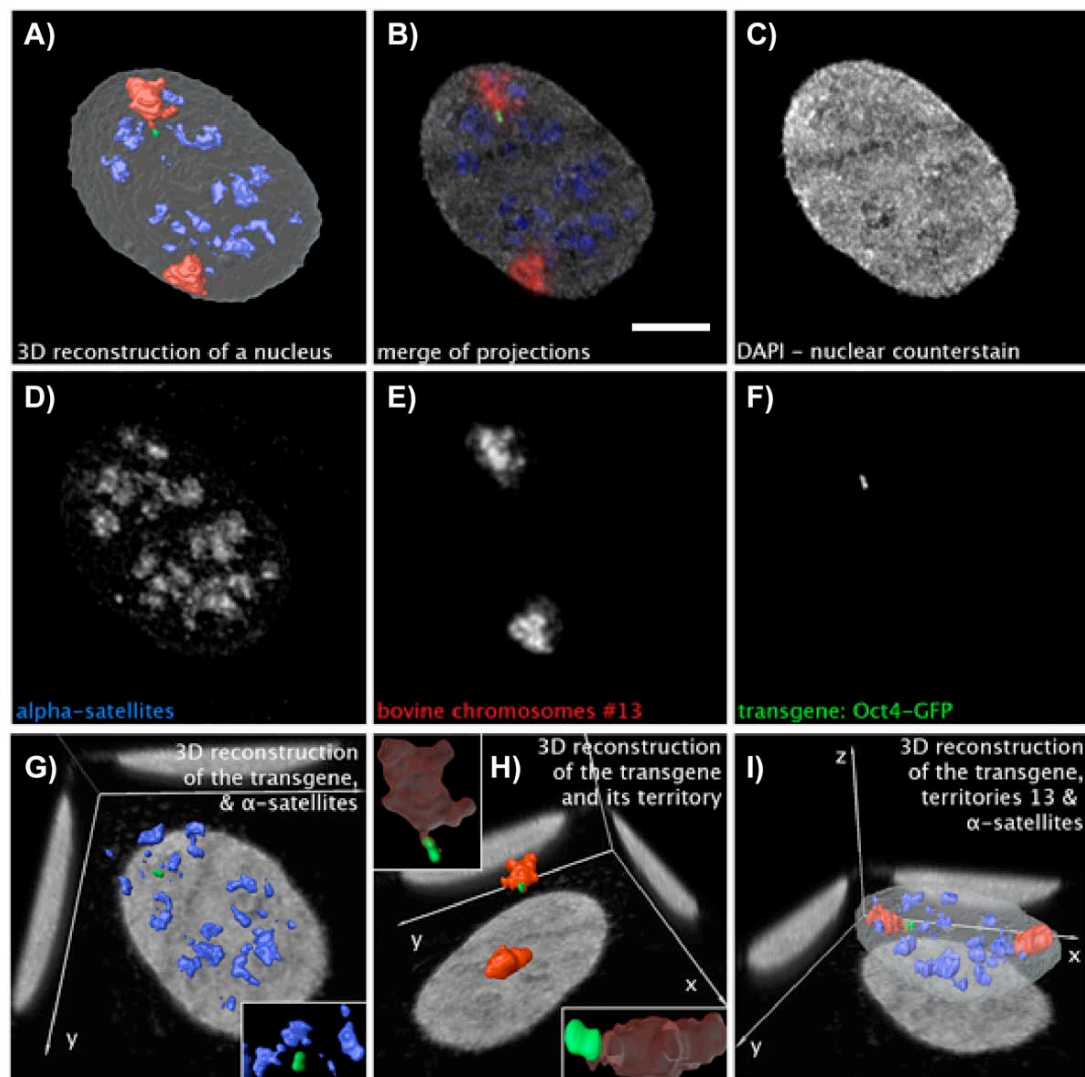 A)
3D reconstruction of a nucleus
B)
merge of projections
C)
DAPI - nuclear counterstain
D)
alpha-satellites
E)
bovine chromosomes #13
F)
transgene: Oct4-GFP
G)
3D reconstruction
of the transgene,
& α-satellites
y
H)
3D reconstruction
of the transgene
and its territory
y
x
I)
z
3D reconstruction
of the transgene,
territories 13 &
α-satellites
x
y